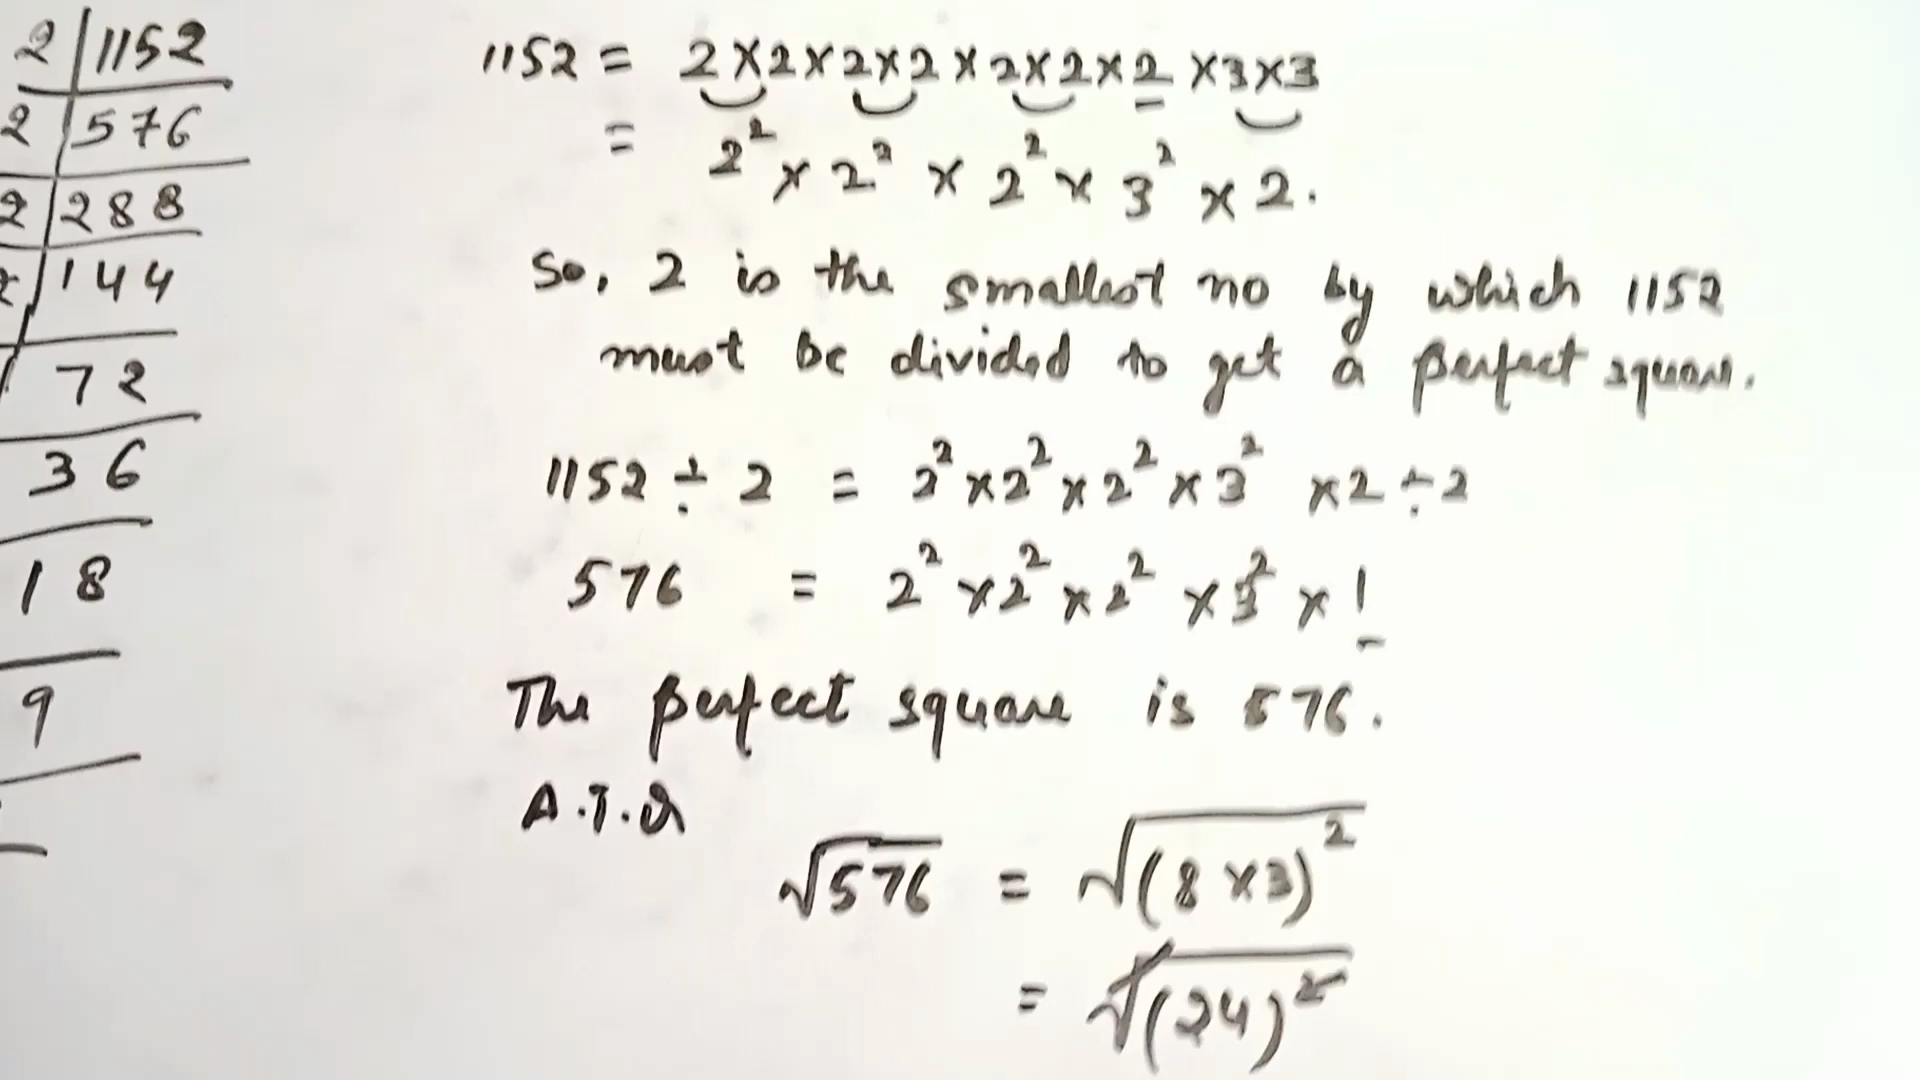 2 | 1152
2 | 576
2 | 288
2 | 144
72
36
18
9
1152 = 2×2×2×2×2×2×2×3×3
= 2² × 2² × 2² × 3² × 2.
So, 2 is the smallest no by which 1152
must be divided to get a perfect square.
1152 ÷ 2 = 2² × 2² × 2² × 3² × 2 ÷ 2
576 = 2² × 2² × 2² × 3² × 1
The perfect square is 576.
A.T.Q
√576 = √(8 × 3)²
= √(24)²